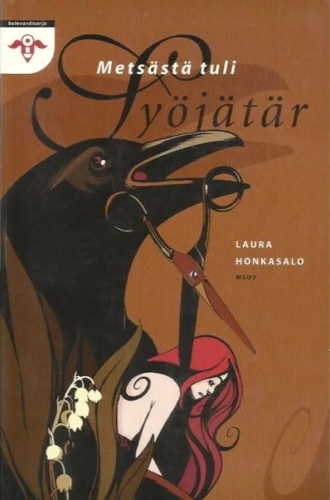 Bulevardisarja
Metsästä tuli
Syöjätär
LAURA
HONKASALO
WSOY